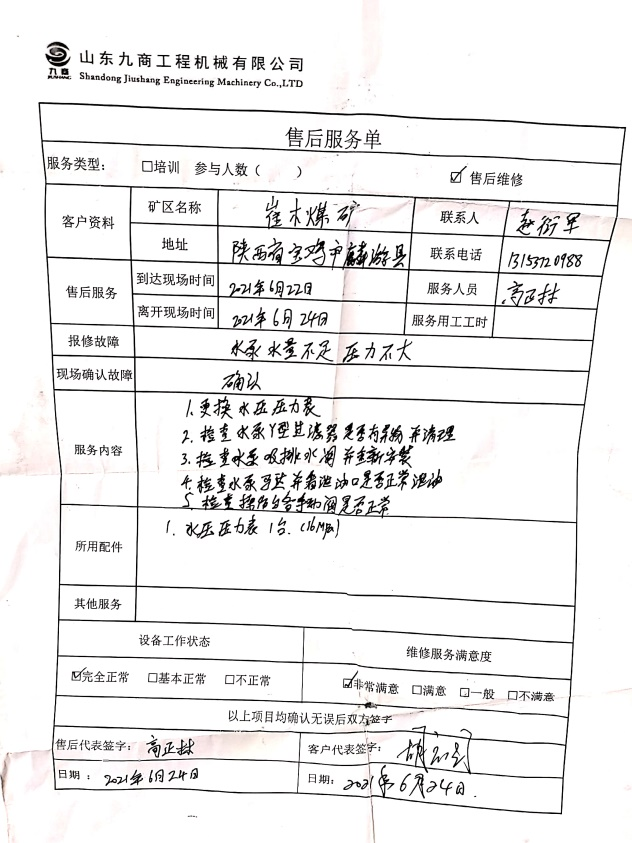 山东九商工程机械有限公司
九商
JIUSHANG
Shandong Jiushang Engineering Machinery Co.,LTD
售后服务单
服务类型: □培训 参与人数( ) ☑售后维修
客户资料 矿区名称 崔木煤矿 联系人 赵衍军
地址 陕西省宝鸡市麟游县 联系电话 13153720988
售后服务 到达现场时间 2021年6月22日 服务人员 高正林
离开现场时间 2021年6月24日 服务用工工时
报修故障 水泵水量不足 压力不大
现场确认故障 确认
服务内容
1.更换水压压力表
2.检查水泵Y型过滤器是否有异物并清理
3.检查水泵吸排水阀并重新安装
4.检查水泵马达并看泄油口是否正常泄油
5.检查操作台各手动阀是否正常
所用配件 1.水压压力表 1台.(16Mpa)
其他服务
设备工作状态 维修服务满意度
☑完全正常 □基本正常 □不正常 ☑非常满意 □满意 □一般 □不满意
以上项目均确认无误后双方签字
售后代表签字: 高正林 客户代表签字:
日期: 2021年6月24日 日期: 2021年6月24日.